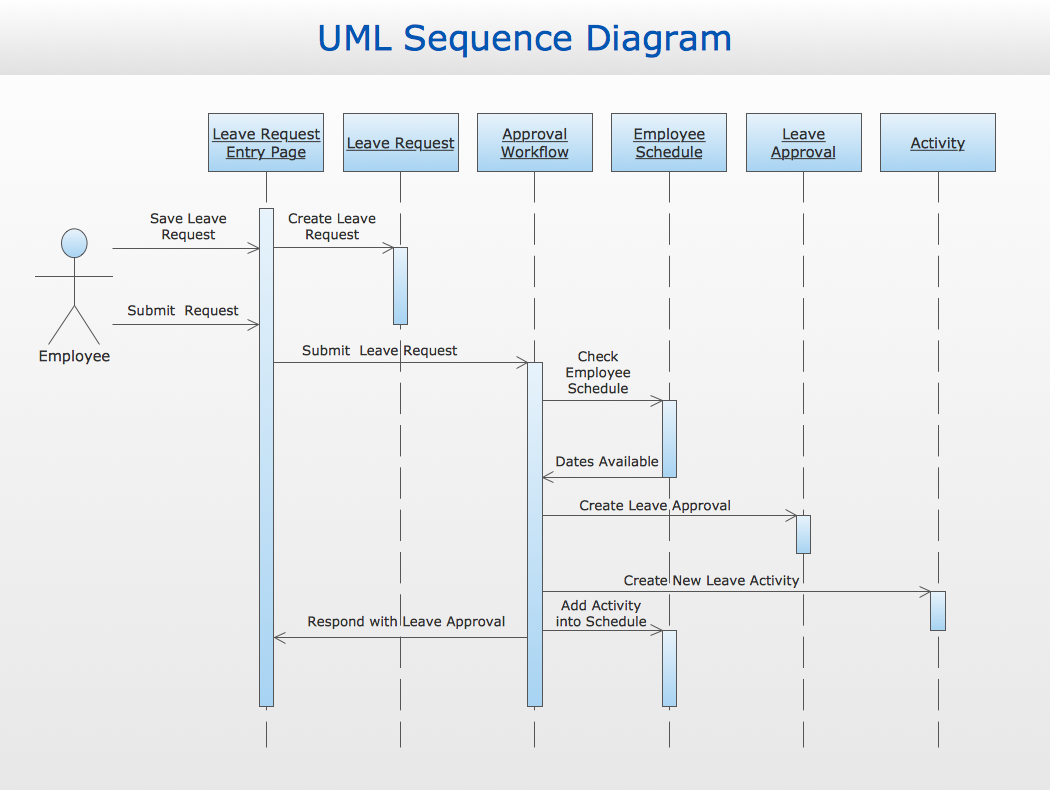 UML Sequence Diagram
Leave Request
Entry Page
Leave Request
Approval
Workflow
Employee
Schedule
Leave
Approval
Activity
Save Leave
Request
Create Leave
Request
Submit  Request
Employee
Submit  Leave Request
Check
Employee
Schedule
Dates Available
Create Leave Approval
Create New Leave Activity
Add Activity
into Schedule
Respond with Leave Approval